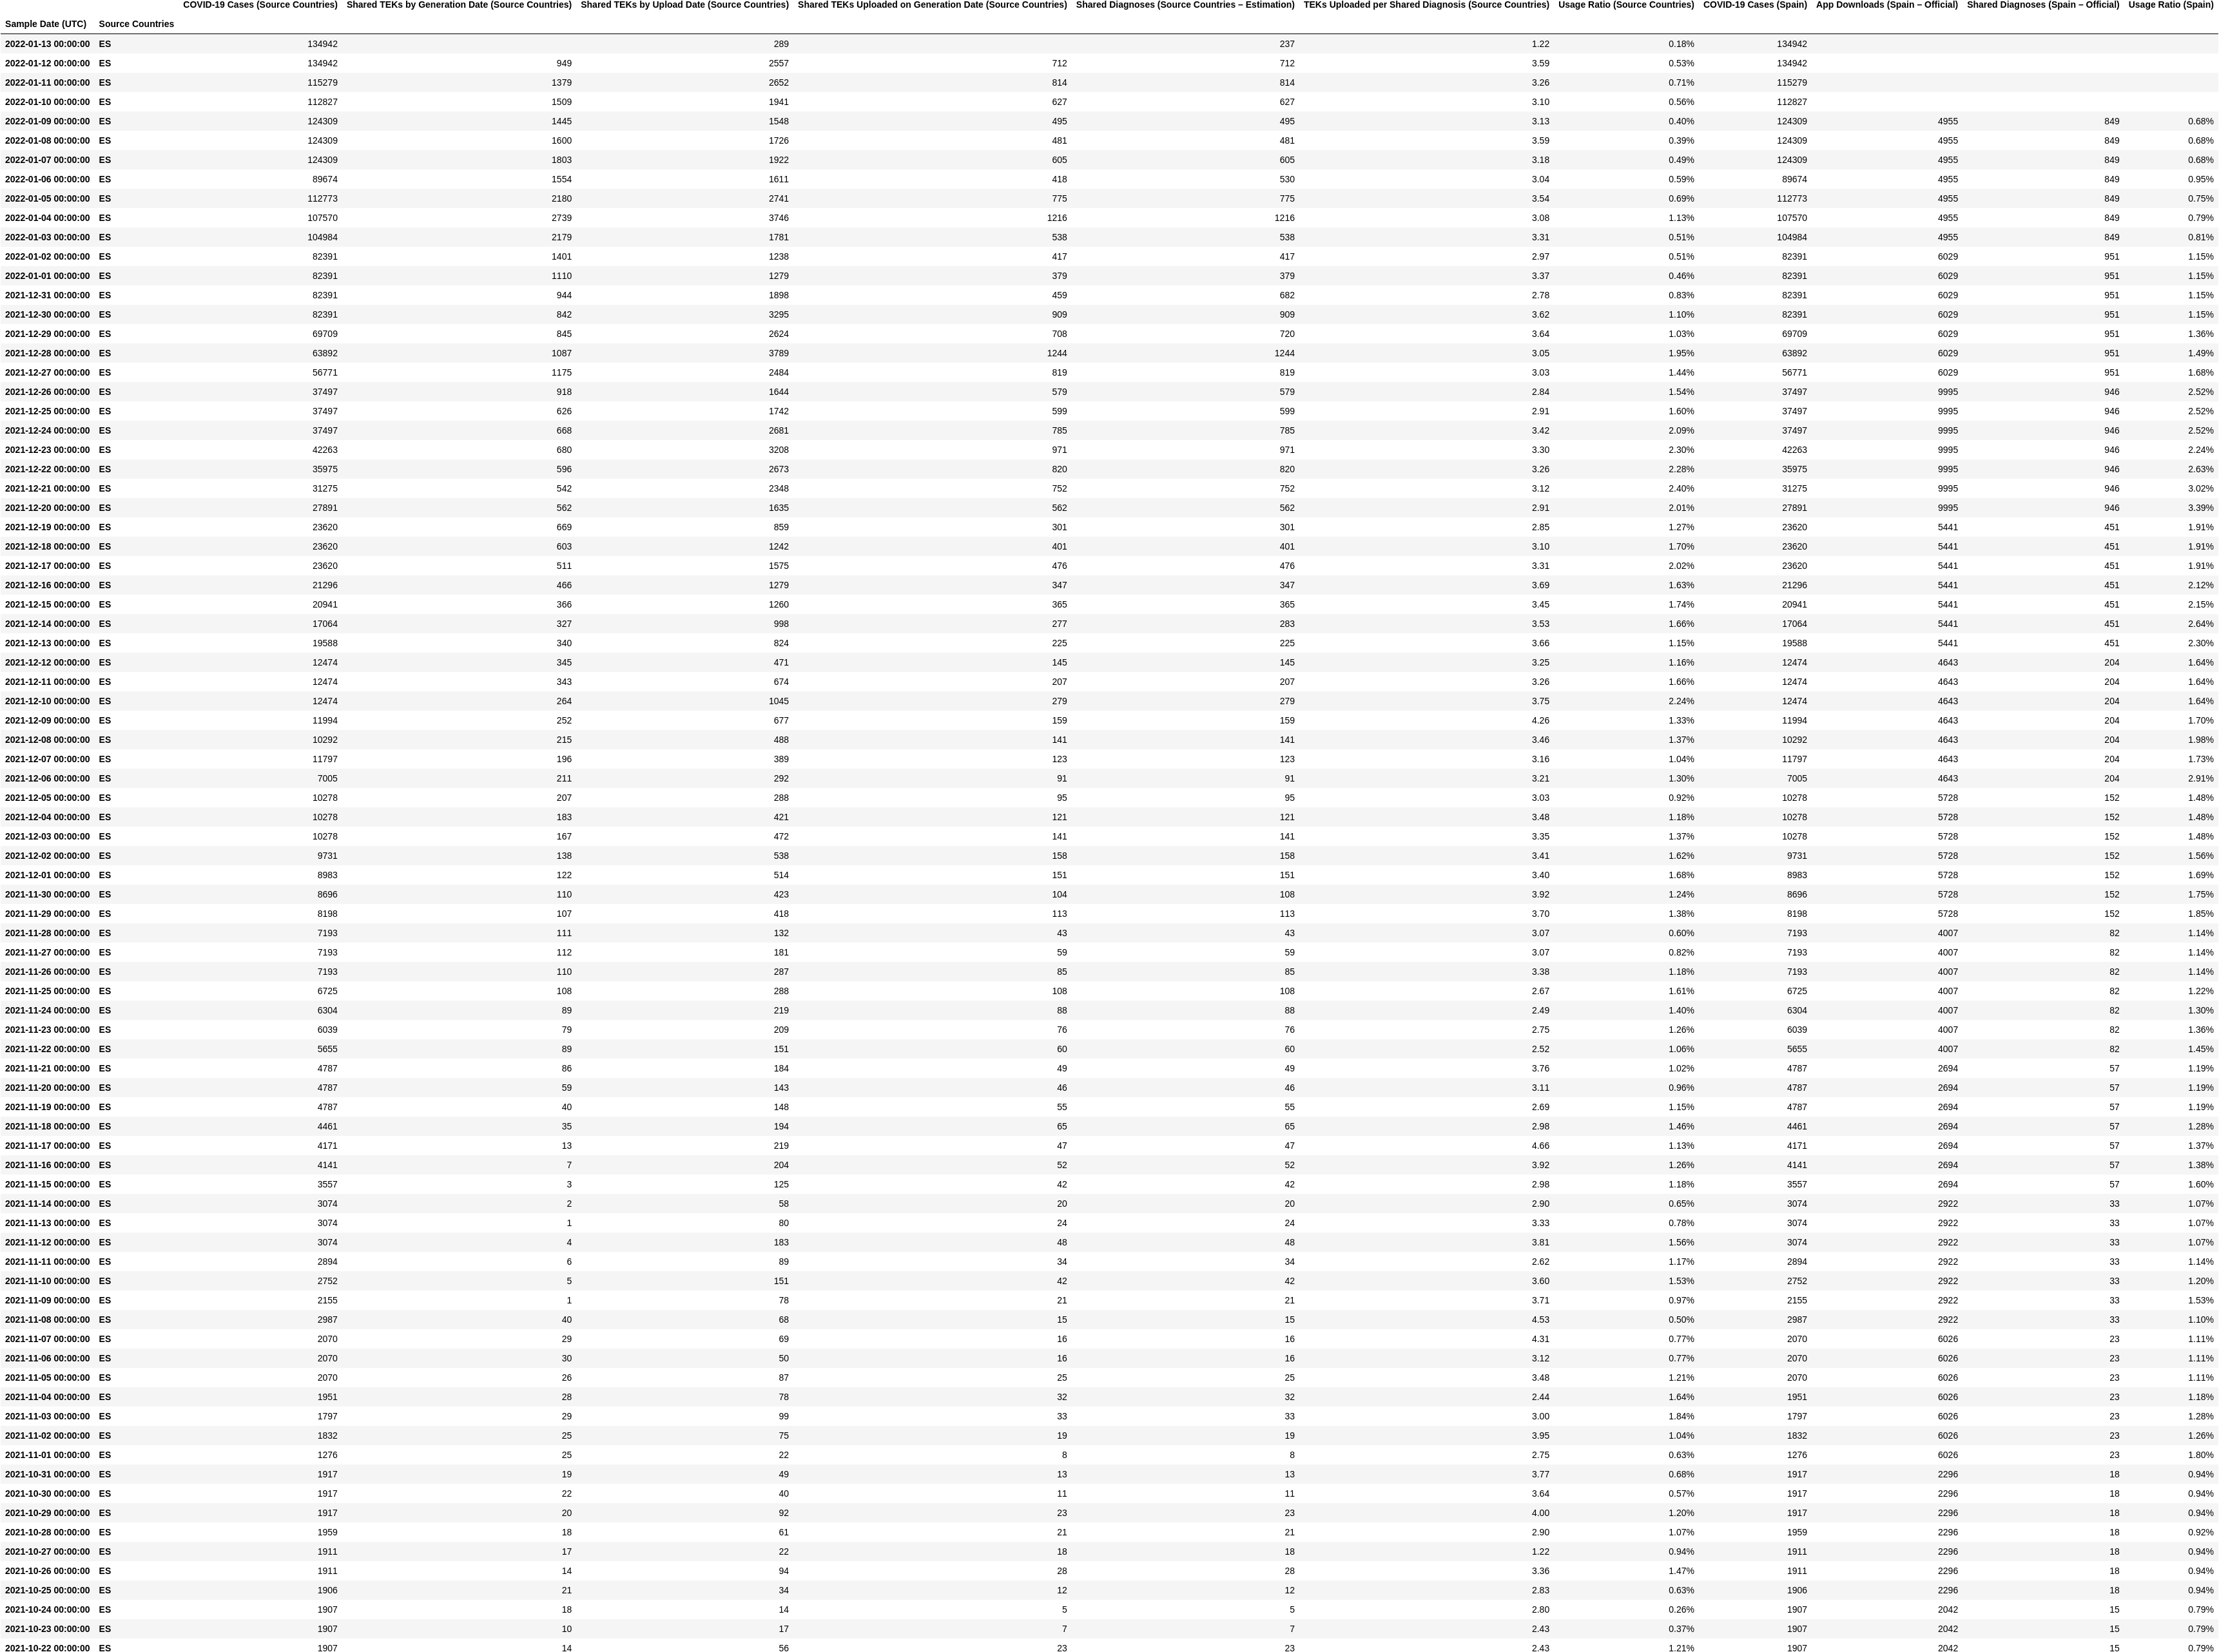 COVID-19 Cases (Source Countries) Shared TEKs by Generation Date (Source Countries) Shared TEKs by Upload Date (Source Countries) Shared TEKs Uploaded on Generation Date (Source Countries) Shared Diagnoses (Source Countries – Estimation) TEKs Uploaded per Shared Diagnosis (Source Countries) Usage Ratio (Source Countries) COVID-19 Cases (Spain) App Downloads (Spain – Official) Shared Diagnoses (Spain – Official) Usage Ratio (Spain)
Sample Date (UTC) Source Countries
2022-01-13 00:00:00 ES 134942 289 237 1.22 0.18% 134942
2022-01-12 00:00:00 ES 134942 949 2557 712 712 3.59 0.53% 134942
2022-01-11 00:00:00 ES 115279 1379 2652 814 814 3.26 0.71% 115279
2022-01-10 00:00:00 ES 112827 1509 1941 627 627 3.10 0.56% 112827
2022-01-09 00:00:00 ES 124309 1445 1548 495 495 3.13 0.40% 124309 4955 849 0.68%
2022-01-08 00:00:00 ES 124309 1600 1726 481 481 3.59 0.39% 124309 4955 849 0.68%
2022-01-07 00:00:00 ES 124309 1803 1922 605 605 3.18 0.49% 124309 4955 849 0.68%
2022-01-06 00:00:00 ES 89674 1554 1611 418 530 3.04 0.59% 89674 4955 849 0.95%
2022-01-05 00:00:00 ES 112773 2180 2741 775 775 3.54 0.69% 112773 4955 849 0.75%
2022-01-04 00:00:00 ES 107570 2739 3746 1216 1216 3.08 1.13% 107570 4955 849 0.79%
2022-01-03 00:00:00 ES 104984 2179 1781 538 538 3.31 0.51% 104984 4955 849 0.81%
2022-01-02 00:00:00 ES 82391 1401 1238 417 417 2.97 0.51% 82391 6029 951 1.15%
2022-01-01 00:00:00 ES 82391 1110 1279 379 379 3.37 0.46% 82391 6029 951 1.15%
2021-12-31 00:00:00 ES 82391 944 1898 459 682 2.78 0.83% 82391 6029 951 1.15%
2021-12-30 00:00:00 ES 82391 842 3295 909 909 3.62 1.10% 82391 6029 951 1.15%
2021-12-29 00:00:00 ES 69709 845 2624 708 720 3.64 1.03% 69709 6029 951 1.36%
2021-12-28 00:00:00 ES 63892 1087 3789 1244 1244 3.05 1.95% 63892 6029 951 1.49%
2021-12-27 00:00:00 ES 56771 1175 2484 819 819 3.03 1.44% 56771 6029 951 1.68%
2021-12-26 00:00:00 ES 37497 918 1644 579 579 2.84 1.54% 37497 9995 946 2.52%
2021-12-25 00:00:00 ES 37497 626 1742 599 599 2.91 1.60% 37497 9995 946 2.52%
2021-12-24 00:00:00 ES 37497 668 2681 785 785 3.42 2.09% 37497 9995 946 2.52%
2021-12-23 00:00:00 ES 42263 680 3208 971 971 3.30 2.30% 42263 9995 946 2.24%
2021-12-22 00:00:00 ES 35975 596 2673 820 820 3.26 2.28% 35975 9995 946 2.63%
2021-12-21 00:00:00 ES 31275 542 2348 752 752 3.12 2.40% 31275 9995 946 3.02%
2021-12-20 00:00:00 ES 27891 562 1635 562 562 2.91 2.01% 27891 9995 946 3.39%
2021-12-19 00:00:00 ES 23620 669 859 301 301 2.85 1.27% 23620 5441 451 1.91%
2021-12-18 00:00:00 ES 23620 603 1242 401 401 3.10 1.70% 23620 5441 451 1.91%
2021-12-17 00:00:00 ES 23620 511 1575 476 476 3.31 2.02% 23620 5441 451 1.91%
2021-12-16 00:00:00 ES 21296 466 1279 347 347 3.69 1.63% 21296 5441 451 2.12%
2021-12-15 00:00:00 ES 20941 366 1260 365 365 3.45 1.74% 20941 5441 451 2.15%
2021-12-14 00:00:00 ES 17064 327 998 277 283 3.53 1.66% 17064 5441 451 2.64%
2021-12-13 00:00:00 ES 19588 340 824 225 225 3.66 1.15% 19588 5441 451 2.30%
2021-12-12 00:00:00 ES 12474 345 471 145 145 3.25 1.16% 12474 4643 204 1.64%
2021-12-11 00:00:00 ES 12474 343 674 207 207 3.26 1.66% 12474 4643 204 1.64%
2021-12-10 00:00:00 ES 12474 264 1045 279 279 3.75 2.24% 12474 4643 204 1.64%
2021-12-09 00:00:00 ES 11994 252 677 159 159 4.26 1.33% 11994 4643 204 1.70%
2021-12-08 00:00:00 ES 10292 215 488 141 141 3.46 1.37% 10292 4643 204 1.98%
2021-12-07 00:00:00 ES 11797 196 389 123 123 3.16 1.04% 11797 4643 204 1.73%
2021-12-06 00:00:00 ES 7005 211 292 91 91 3.21 1.30% 7005 4643 204 2.91%
2021-12-05 00:00:00 ES 10278 207 288 95 95 3.03 0.92% 10278 5728 152 1.48%
2021-12-04 00:00:00 ES 10278 183 421 121 121 3.48 1.18% 10278 5728 152 1.48%
2021-12-03 00:00:00 ES 10278 167 472 141 141 3.35 1.37% 10278 5728 152 1.48%
2021-12-02 00:00:00 ES 9731 138 538 158 158 3.41 1.62% 9731 5728 152 1.56%
2021-12-01 00:00:00 ES 8983 122 514 151 151 3.40 1.68% 8983 5728 152 1.69%
2021-11-30 00:00:00 ES 8696 110 423 104 108 3.92 1.24% 8696 5728 152 1.75%
2021-11-29 00:00:00 ES 8198 107 418 113 113 3.70 1.38% 8198 5728 152 1.85%
2021-11-28 00:00:00 ES 7193 111 132 43 43 3.07 0.60% 7193 4007 82 1.14%
2021-11-27 00:00:00 ES 7193 112 181 59 59 3.07 0.82% 7193 4007 82 1.14%
2021-11-26 00:00:00 ES 7193 110 287 85 85 3.38 1.18% 7193 4007 82 1.14%
2021-11-25 00:00:00 ES 6725 108 288 108 108 2.67 1.61% 6725 4007 82 1.22%
2021-11-24 00:00:00 ES 6304 89 219 88 88 2.49 1.40% 6304 4007 82 1.30%
2021-11-23 00:00:00 ES 6039 79 209 76 76 2.75 1.26% 6039 4007 82 1.36%
2021-11-22 00:00:00 ES 5655 89 151 60 60 2.52 1.06% 5655 4007 82 1.45%
2021-11-21 00:00:00 ES 4787 86 184 49 49 3.76 1.02% 4787 2694 57 1.19%
2021-11-20 00:00:00 ES 4787 59 143 46 46 3.11 0.96% 4787 2694 57 1.19%
2021-11-19 00:00:00 ES 4787 40 148 55 55 2.69 1.15% 4787 2694 57 1.19%
2021-11-18 00:00:00 ES 4461 35 194 65 65 2.98 1.46% 4461 2694 57 1.28%
2021-11-17 00:00:00 ES 4171 13 219 47 47 4.66 1.13% 4171 2694 57 1.37%
2021-11-16 00:00:00 ES 4141 7 204 52 52 3.92 1.26% 4141 2694 57 1.38%
2021-11-15 00:00:00 ES 3557 3 125 42 42 2.98 1.18% 3557 2694 57 1.60%
2021-11-14 00:00:00 ES 3074 2 58 20 20 2.90 0.65% 3074 2922 33 1.07%
2021-11-13 00:00:00 ES 3074 1 80 24 24 3.33 0.78% 3074 2922 33 1.07%
2021-11-12 00:00:00 ES 3074 4 183 48 48 3.81 1.56% 3074 2922 33 1.07%
2021-11-11 00:00:00 ES 2894 6 89 34 34 2.62 1.17% 2894 2922 33 1.14%
2021-11-10 00:00:00 ES 2752 5 151 42 42 3.60 1.53% 2752 2922 33 1.20%
2021-11-09 00:00:00 ES 2155 1 78 21 21 3.71 0.97% 2155 2922 33 1.53%
2021-11-08 00:00:00 ES 2987 40 68 15 15 4.53 0.50% 2987 2922 33 1.10%
2021-11-07 00:00:00 ES 2070 29 69 16 16 4.31 0.77% 2070 6026 23 1.11%
2021-11-06 00:00:00 ES 2070 30 50 16 16 3.12 0.77% 2070 6026 23 1.11%
2021-11-05 00:00:00 ES 2070 26 87 25 25 3.48 1.21% 2070 6026 23 1.11%
2021-11-04 00:00:00 ES 1951 28 78 32 32 2.44 1.64% 1951 6026 23 1.18%
2021-11-03 00:00:00 ES 1797 29 99 33 33 3.00 1.84% 1797 6026 23 1.28%
2021-11-02 00:00:00 ES 1832 25 75 19 19 3.95 1.04% 1832 6026 23 1.26%
2021-11-01 00:00:00 ES 1276 25 22 8 8 2.75 0.63% 1276 6026 23 1.80%
2021-10-31 00:00:00 ES 1917 19 49 13 13 3.77 0.68% 1917 2296 18 0.94%
2021-10-30 00:00:00 ES 1917 22 40 11 11 3.64 0.57% 1917 2296 18 0.94%
2021-10-29 00:00:00 ES 1917 20 92 23 23 4.00 1.20% 1917 2296 18 0.94%
2021-10-28 00:00:00 ES 1959 18 61 21 21 2.90 1.07% 1959 2296 18 0.92%
2021-10-27 00:00:00 ES 1911 17 22 18 18 1.22 0.94% 1911 2296 18 0.94%
2021-10-26 00:00:00 ES 1911 14 94 28 28 3.36 1.47% 1911 2296 18 0.94%
2021-10-25 00:00:00 ES 1906 21 34 12 12 2.83 0.63% 1906 2296 18 0.94%
2021-10-24 00:00:00 ES 1907 18 14 5 5 2.80 0.26% 1907 2042 15 0.79%
2021-10-23 00:00:00 ES 1907 10 17 7 7 2.43 0.37% 1907 2042 15 0.79%
2021-10-22 00:00:00 ES 1907 14 56 23 23 2.43 1.21% 1907 2042 15 0.79%